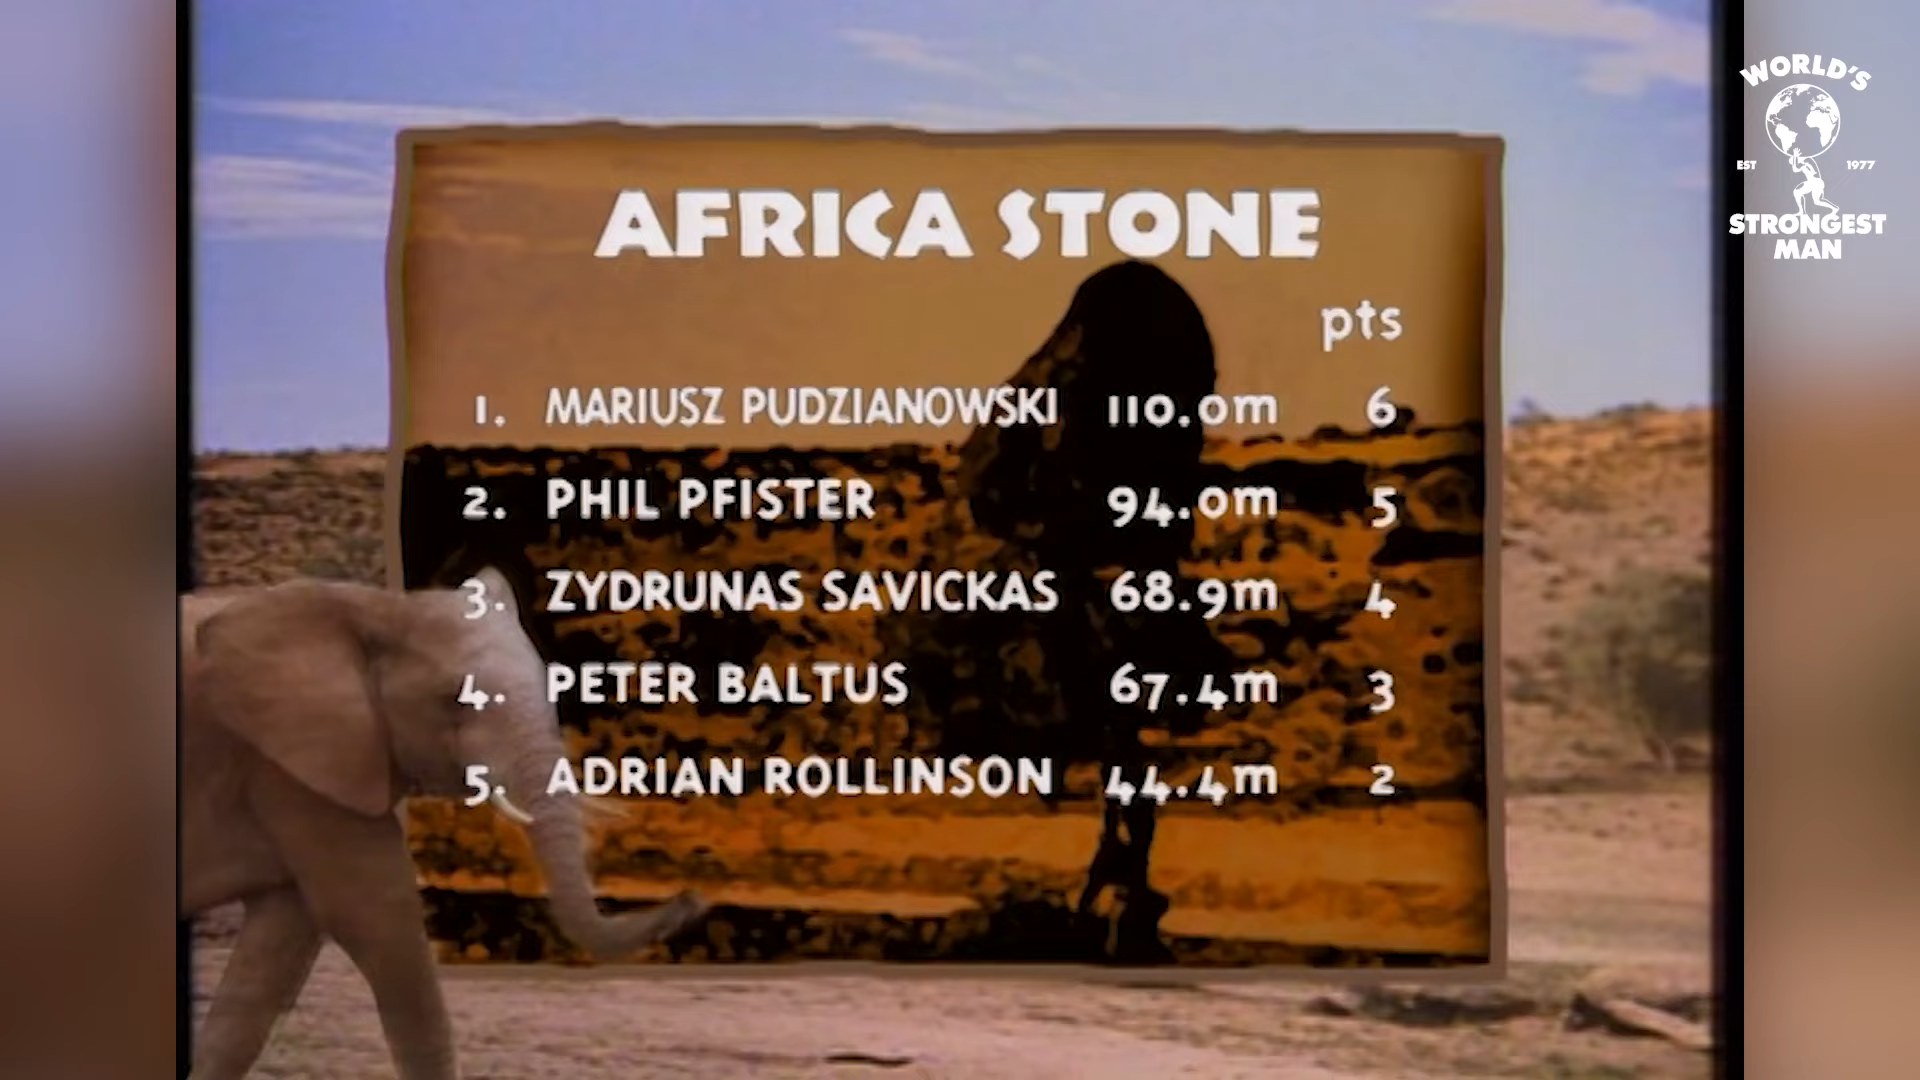 AFRICA STONE
pts
1. MARIUSZ PUDZIANOWSKI 110.0m 6
2. PHIL PFISTER 94.0m 5
3. ZYDRUNAS SAVICKAS 68.9m 4
4. PETER BALTUS 67.4m 3
5. ADRIAN ROLLINSON 44.4m 2
WORLD'S
EST 1977
STRONGEST
MAN